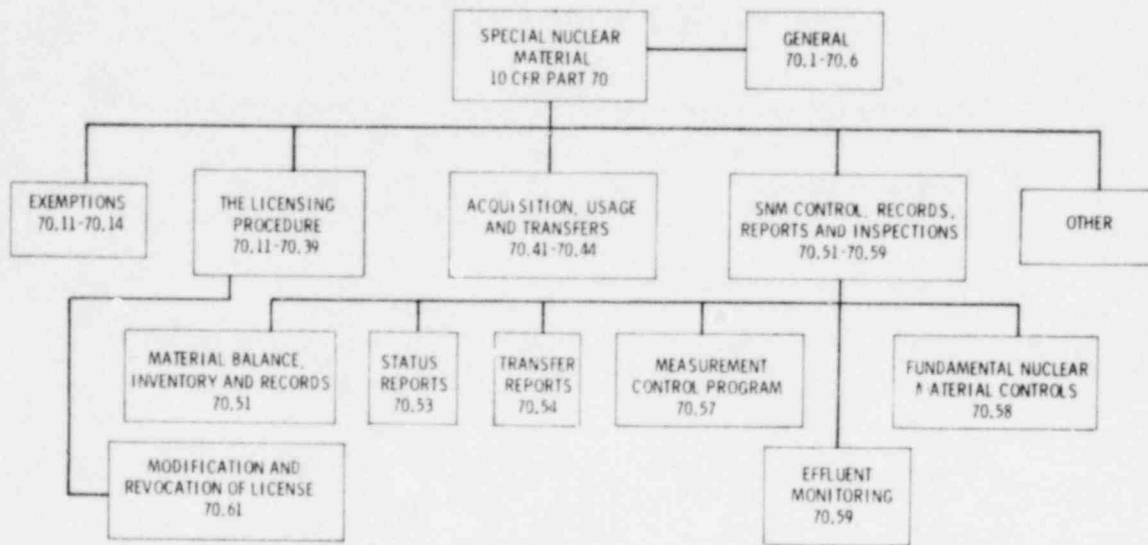 SPECIAL NUCLEAR
MATERIAL
10 CFR PART 70
GENERAL
70.1-70.6
EXEMPTIONS
70.11-70.14
THE LICENSING
PROCEDURE
70.11-70.39
ACQUISITION, USAGE
AND TRANSFERS
70.41-70.44
SNM CONTROL, RECORDS,
REPORTS AND INSPECTIONS
70.51-70.59
OTHER
MATERIAL BALANCE,
INVENTORY AND RECORDS
70.51
STATUS
REPORTS
70.53
TRANSFER
REPORTS
70.54
MEASUREMENT
CONTROL PROGRAM
70.57
FUNDAMENTAL NUCLEAR
MATERIAL CONTROLS
70.58
MODIFICATION AND
REVOCATION OF LICENSE
70.61
EFFLUENT
MONITORING
70.59